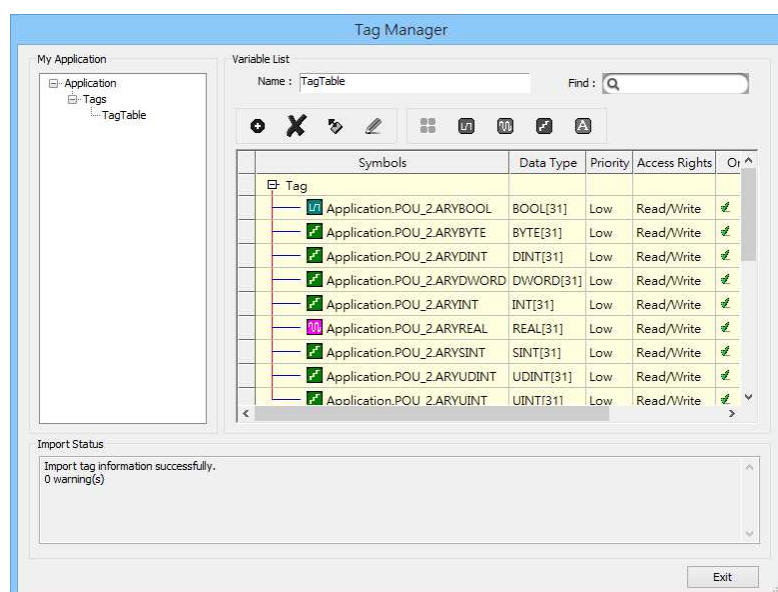 Tag Manager
My Application
Application
Tags
TagTable
Variable List
Name : TagTable
Find :
A
Symbols Data Type Priority Access Rights
Tag
Application.POU_2.ARYBOOL BOOL[31] Low Read/Write
Application.POU_2.ARYBYTE BYTE[31] Low Read/Write
Application.POU_2.ARYDINT DINT[31] Low Read/Write
Application.POU_2.ARYDWORD DWORD[31] Low Read/Write
Application.POU_2.ARYINT INT[31] Low Read/Write
Application.POU_2.ARYREAL REAL[31] Low Read/Write
Application.POU_2.ARYSINT SINT[31] Low Read/Write
Application.POU_2.ARYUDINT UDINT[31] Low Read/Write
Application.POU_2.ARYUINT UINT[31] Low Read/Write
Import Status
Import tag information successfully.
0 warning(s)
Exit